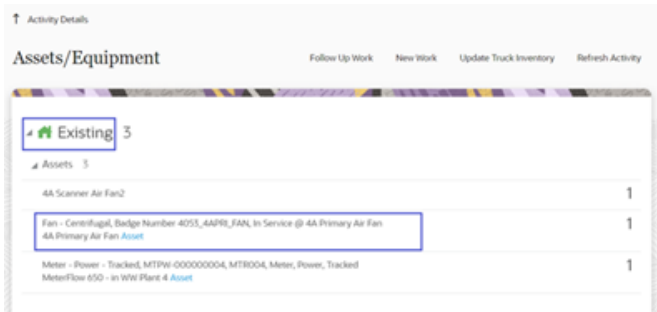 ↑ Activity Details
Assets/Equipment
Follow Up Work New Work Update Truck Inventory Refresh Activity
Existing 3
Assets 3
4A Scanner Air Fan2 1
Fan - Centrifugal, Badge Number 4053_4APRI_FAN, In Service @ 4A Primary Air Fan 1
4A Primary Air Fan Asset
Meter - Power - Tracked, MTPW-000000004, MTR004, Meter, Power, Tracked 1
MeterFlow 650 - in WW Plant 4 Asset